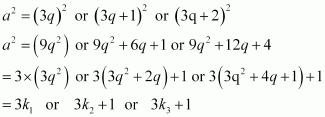 a² = (3q)² or (3q+1)² or (3q+2)²
a² = (9q²) or 9q² + 6q + 1 or 9q² + 12q + 4
= 3×(3q²) or 3(3q² + 2q) + 1 or 3(3q² + 4q + 1) + 1
= 3k₁ or 3k₂ + 1 or 3k₃ + 1